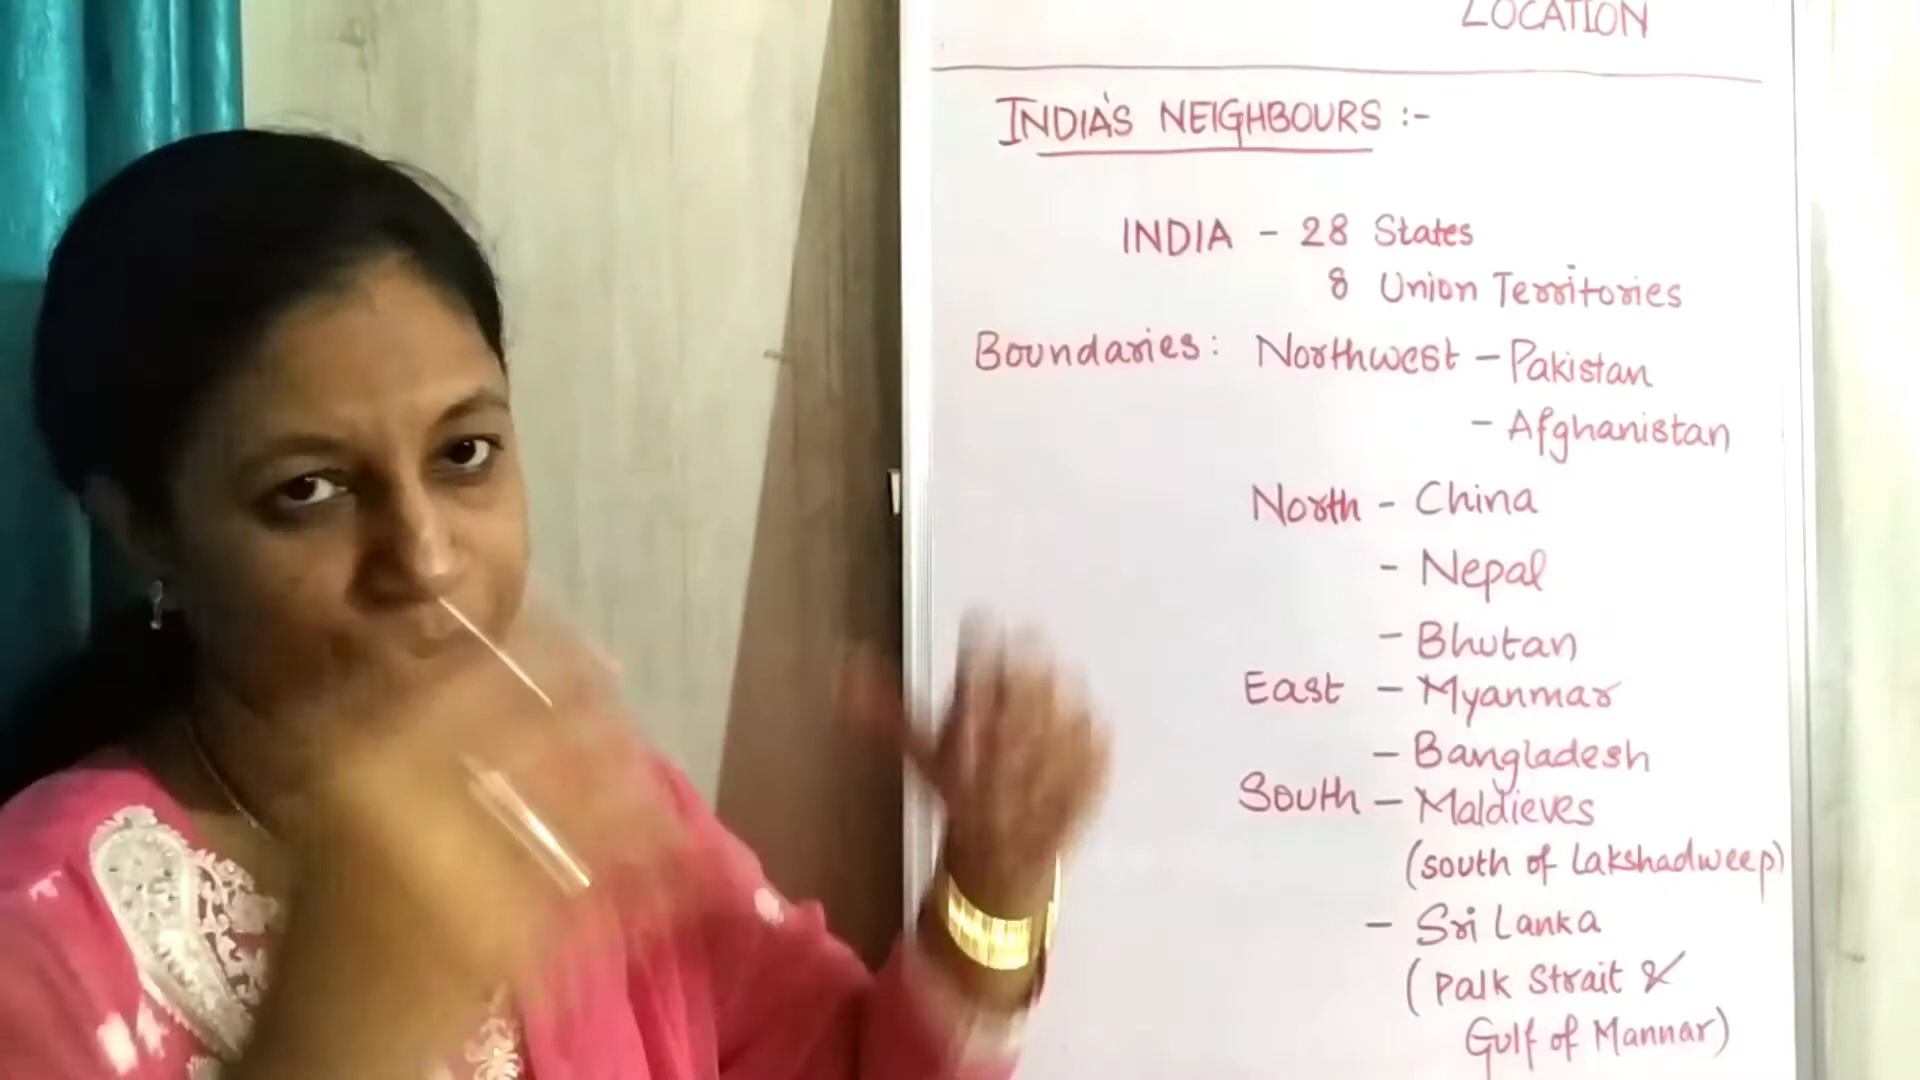 LOCATION
INDIA'S NEIGHBOURS :-
INDIA - 28 States
8 Union Territories
Boundaries: Northwest - Pakistan
- Afghanistan
North - China
- Nepal
- Bhutan
East - Myanmar
- Bangladesh
South - Maldieves
(south of Lakshadweep)
- Sri Lanka
(Palk Strait &
Gulf of Mannar)